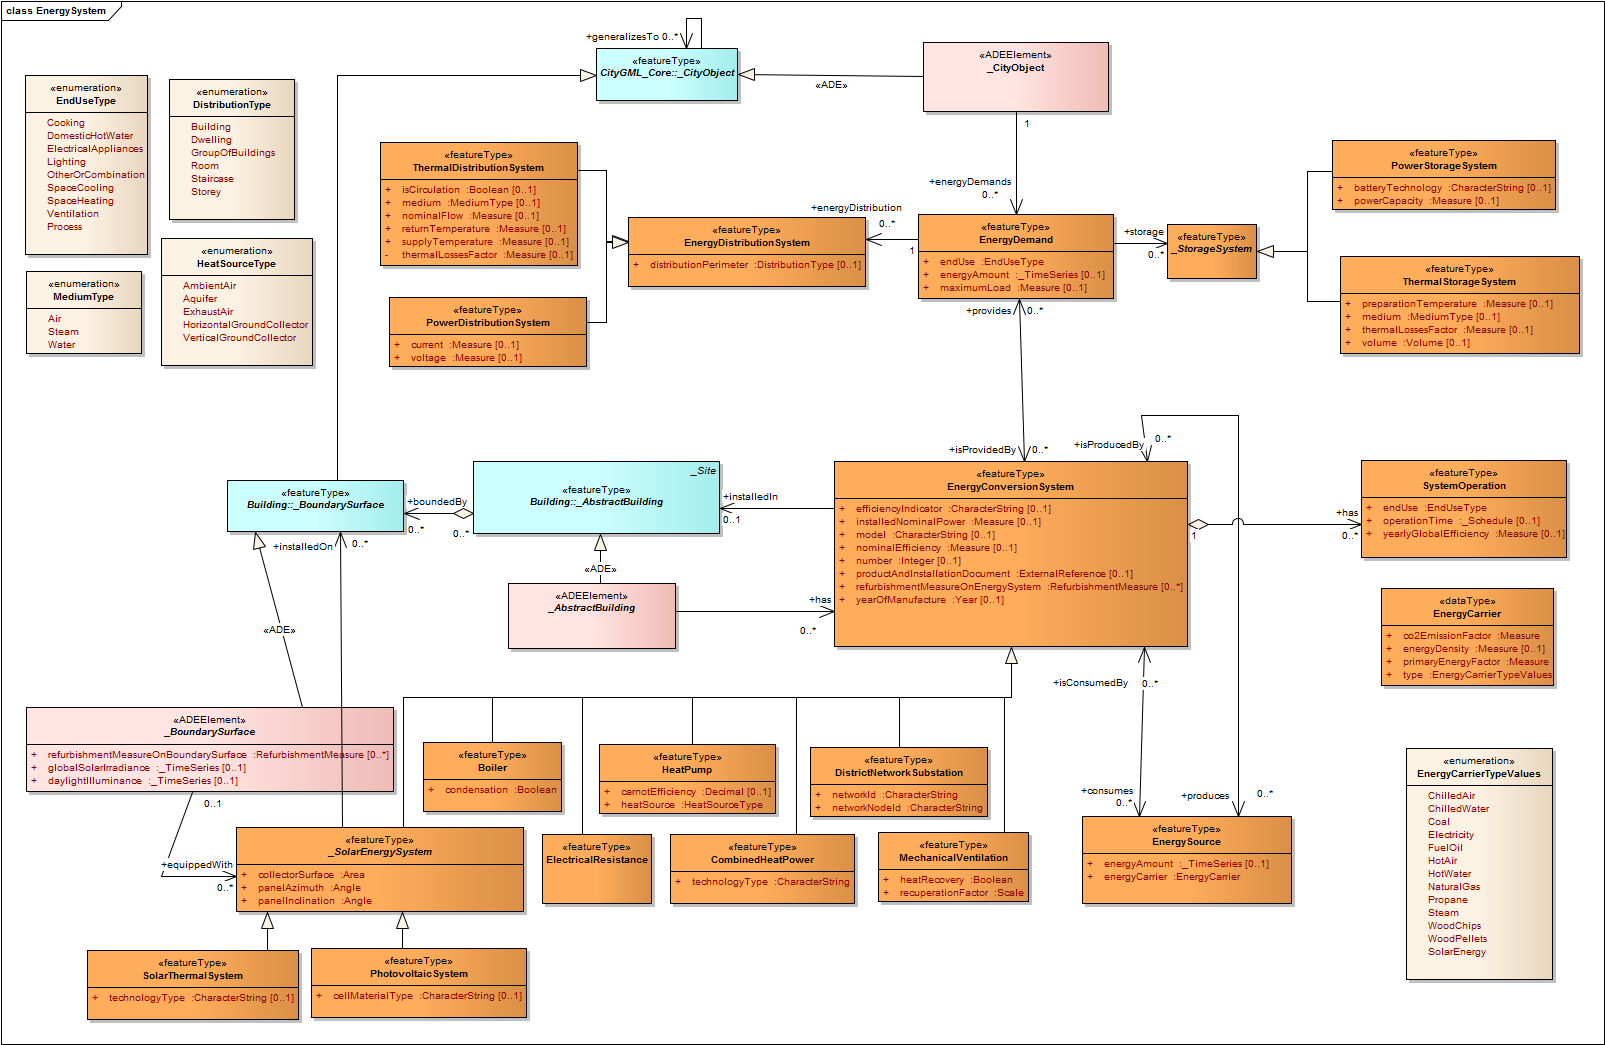 class EnergySystem
+generalizesTo 0..*
«featureType»
CityGML_Core::_CityObject
«ADE»
«ADEElement»
_CityObject
1
+energyDemands
0..*
«enumeration»
EndUseType
Cooking
DomesticHotWater
ElectricalAppliances
Lighting
OtherOrCombination
SpaceCooling
SpaceHeating
Ventilation
Process
«enumeration»
DistributionType
Building
Dwelling
GroupOfBuildings
Room
Staircase
Storey
«enumeration»
MediumType
Air
Steam
Water
«enumeration»
HeatSourceType
AmbientAir
Aquifer
ExhaustAir
HorizontalGroundCollector
VerticalGroundCollector
«featureType»
ThermalDistributionSystem
+ isCirculation :Boolean [0..1]
+ medium :MediumType [0..1]
+ nominalFlow :Measure [0..1]
+ returnTemperature :Measure [0..1]
+ supplyTemperature :Measure [0..1]
- thermalLossesFactor :Measure [0..1]
«featureType»
PowerDistributionSystem
+ current :Measure [0..1]
+ voltage :Measure [0..1]
«featureType»
EnergyDistributionSystem
+ distributionPerimeter :DistributionType [0..1]
+energyDistribution
0..*
1
«featureType»
EnergyDemand
+ endUse :EndUseType
+ energyAmount :_TimeSeries [0..1]
+ maximumLoad :Measure [0..1]
+storage
0..*
«featureType»
_StorageSystem
«featureType»
PowerStorageSystem
+ batteryTechnology :CharacterString [0..1]
+ powerCapacity :Measure [0..1]
«featureType»
ThermalStorageSystem
+ preparationTemperature :Measure [0..1]
+ medium :MediumType [0..1]
+ thermalLossesFactor :Measure [0..1]
+ volume :Volume [0..1]
+provides
0..*
+isProvidedBy
0..*
+isProducedBy
0..*
«featureType»
Building::_BoundarySurface
+boundedBy
0..*
0..*
_Site
«featureType»
Building::_AbstractBuilding
+installedIn
0..1
«ADE»
«ADEElement»
_AbstractBuilding
+has
0..*
«featureType»
EnergyConversionSystem
+ efficiencyIndicator :CharacterString [0..1]
+ installedNominalPower :Measure [0..1]
+ model :CharacterString [0..1]
+ nominalEfficiency :Measure [0..1]
+ number :Integer [0..1]
+ productAndInstallationDocument :ExternalReference [0..1]
+ refurbishmentMeasureOnEnergySystem :RefurbishmentMeasure [0..*]
+ yearOfManufacture :Year [0..1]
1
+has
0..*
«featureType»
SystemOperation
+ endUse :EndUseType
+ operationTime :_Schedule [0..1]
+ yearlyGlobalEfficiency :Measure [0..1]
«dataType»
EnergyCarrier
+ co2EmissionFactor :Measure
+ energyDensity :Measure [0..1]
+ primaryEnergyFactor :Measure
+ type :EnergyCarrierTypeValues
+installedOn
0..*
«ADE»
«ADEElement»
_BoundarySurface
+ refurbishmentMeasureOnBoundarySurface :RefurbishmentMeasure [0..*]
+ globalSolarIrradiance :_TimeSeries [0..1]
+ daylightIlluminance :_TimeSeries [0..1]
0..1
+equippedWith
0..*
«featureType»
_SolarEnergySystem
+ collectorSurface :Area
+ panelAzimuth :Angle
+ panelInclination :Angle
«featureType»
SolarThermalSystem
+ technologyType :CharacterString [0..1]
«featureType»
PhotovoltaicSystem
+ cellMaterialType :CharacterString [0..1]
«featureType»
Boiler
+ condensation :Boolean
«featureType»
ElectricalResistance
«featureType»
HeatPump
+ carnotEfficiency :Decimal [0..1]
+ heatSource :HeatSourceType
«featureType»
CombinedHeatPower
+ technologyType :CharacterString
«featureType»
DistrictNetworkSubstation
+ networkId :CharacterString
+ networkNodeId :CharacterString
«featureType»
MechanicalVentilation
+ heatRecovery :Boolean
+ recuperationFactor :Scale
+isConsumedBy
0..*
+consumes
0..*
+produces
0..*
«featureType»
EnergySource
+ energyAmount :_TimeSeries [0..1]
+ energyCarrier :EnergyCarrier
«enumeration»
EnergyCarrierTypeValues
ChilledAir
ChilledWater
Coal
Electricity
FuelOil
HotAir
HotWater
NaturalGas
Propane
Steam
WoodChips
WoodPellets
SolarEnergy